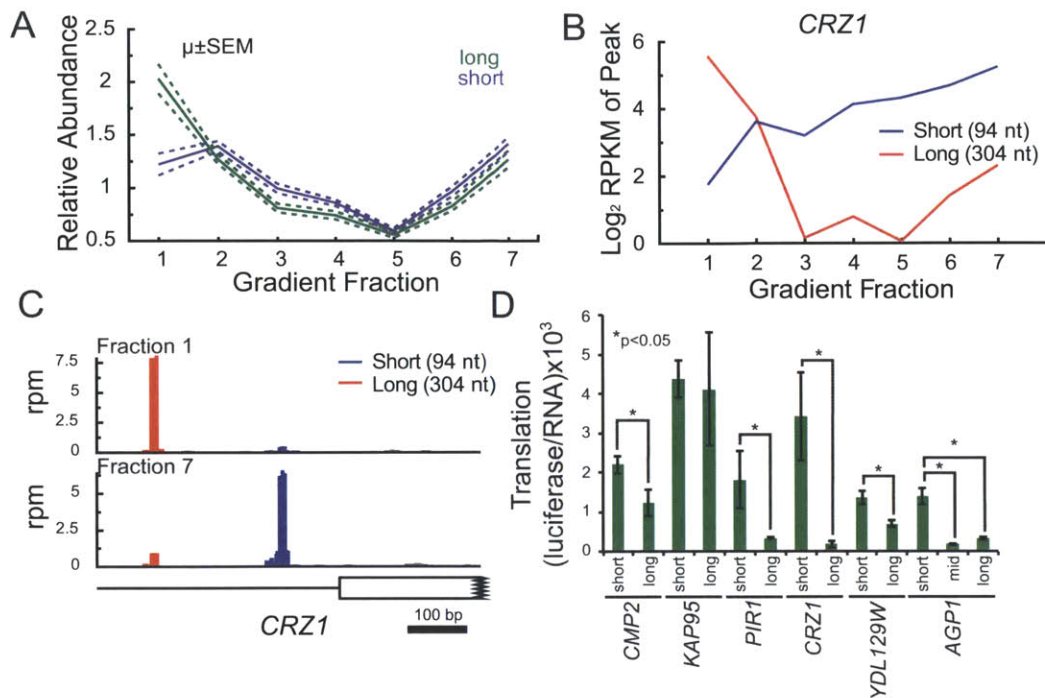 A
μ±SEM
long
short
Relative Abundance
2
1.5
1
0.5
1 2 3 4 5 6 7
Gradient Fraction
B
CRZ1
Log2 RPKM of Peak
6
4
2
0
Short (94 nt)
Long (304 nt)
1 2 3 4 5 6 7
Gradient Fraction
C
Fraction 1
Short (94 nt)
Long (304 nt)
rpm
7.5
5
2.5
0
Fraction 7
rpm
7.5
5
2.5
0
CRZ1
100 bp
D
*p<0.05
Translation
(luciferase/RNA)x10³
6
5
4
3
2
1
0
* * * * * *
short long short long short long short long short long short mid long
CMP2 KAP95 PIR1 CRZ1 YDL129W AGP1